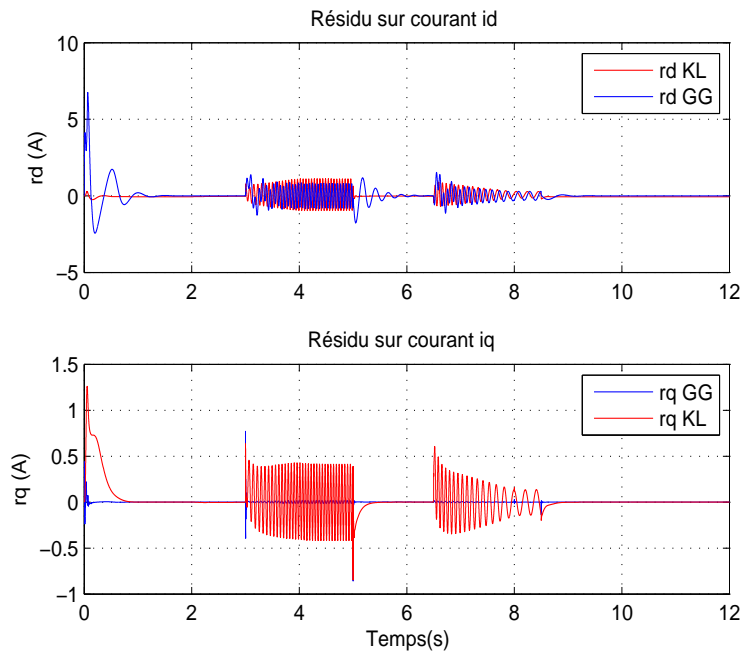 Résidu sur courant id
10
5
0
−5
rd (A)
rd KL
rd GG
0 2 4 6 8 10 12
Résidu sur courant iq
1.5
1
0.5
0
−0.5
−1
rq (A)
rq GG
rq KL
0 2 4 6 8 10 12
Temps(s)